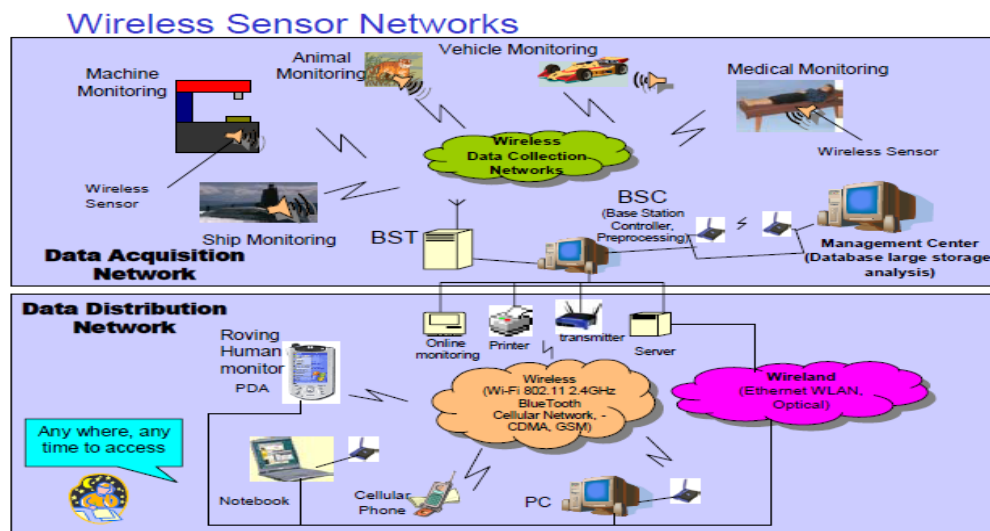 Wireless Sensor Networks
Machine
Monitoring
Animal
Monitoring
Vehicle Monitoring
Medical Monitoring
Wireless
Data Collection
Networks
Wireless Sensor
Wireless
Sensor
Ship Monitoring
BST
BSC
(Base Station
Controller,
Preprocessing)
Management Center
(Database large storage,
analysis)
Data Acquisition
Network
Data Distribution
Network
Roving
Human
monitor
PDA
Online
monitoring
Printer
transmitter
Server
Wireless
(Wi-Fi 802.11 2.4GHz
BlueTooth
Cellular Network, -
CDMA, GSM)
Wireland
(Ethernet WLAN,
Optical)
Any where, any
time to access
Notebook
Cellular
Phone
PC